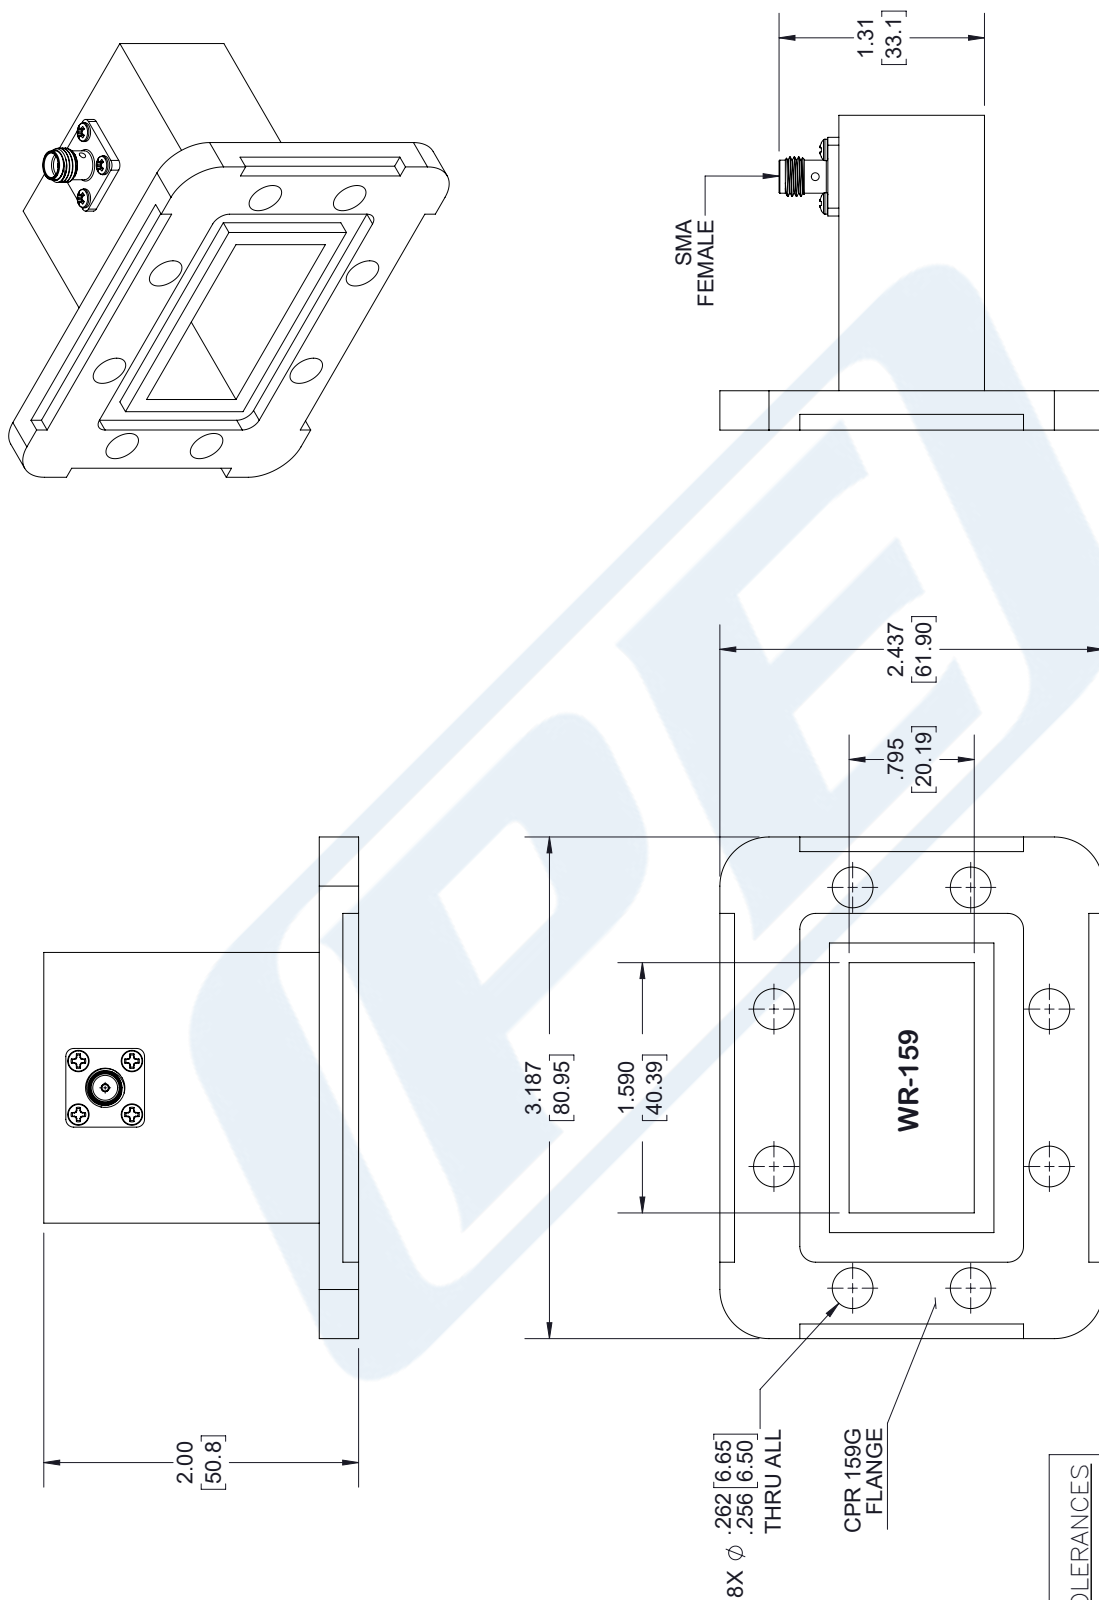 1.31
[33.1]
SMA
FEMALE
2.437
[61.90]
.795
[20.19]
3.187
[80.95]
1.590
[40.39]
WR-159
2.00
[50.8]
8X ⌀ .262 [6.65]
.256 [6.50]
THRU ALL
CPR 159G
FLANGE
PE